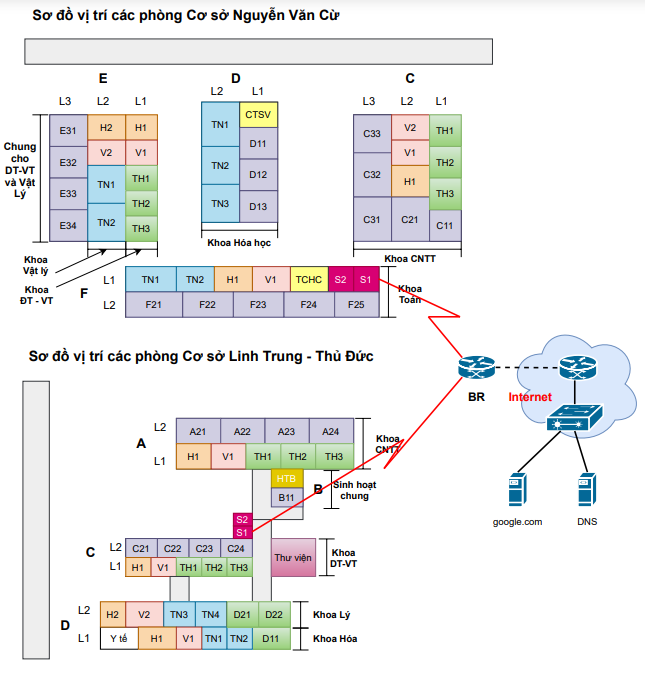 Sơ đồ vị trí các phòng Cơ sở Nguyễn Văn Cừ
E
D
C
L3 L2 L1
L2 L1
L3 L2 L1
Chung
cho
DT-VT
và Vật
Lý
E31
E32
E33
E34
H2
V2
TN1
TN2
H1
V1
TH1
TH2
TH3
TN1
TN2
TN3
CTSV
D11
D12
D13
C33
C32
C31
V2
V1
H1
C21
TH1
TH2
TH3
C11
Khoa Hóa học
Khoa CNTT
Khoa
Vật lý
Khoa
ĐT - VT
F
L1 TN1 TN2 H1 V1 TCHC S2 S1
L2 F21 F22 F23 F24 F25
Khoa
Toán
Sơ đồ vị trí các phòng Cơ sở Linh Trung - Thủ Đức
BR
Internet
google.com
DNS
A
L2 A21 A22 A23 A24
L1 H1 V1 TH1 TH2 TH3
Khoa
CNTT
HTB
B11
B
Sinh hoạt
chung
S2
S1
C
L2 C21 C22 C23 C24
L1 H1 V1 TH1 TH2 TH3
Thư viện
Khoa
DT-VT
D
L2 H2 V2 TN3 TN4 D21 D22
Khoa Lý
L1 Y tế H1 V1 TN1 TN2 D11
Khoa Hóa